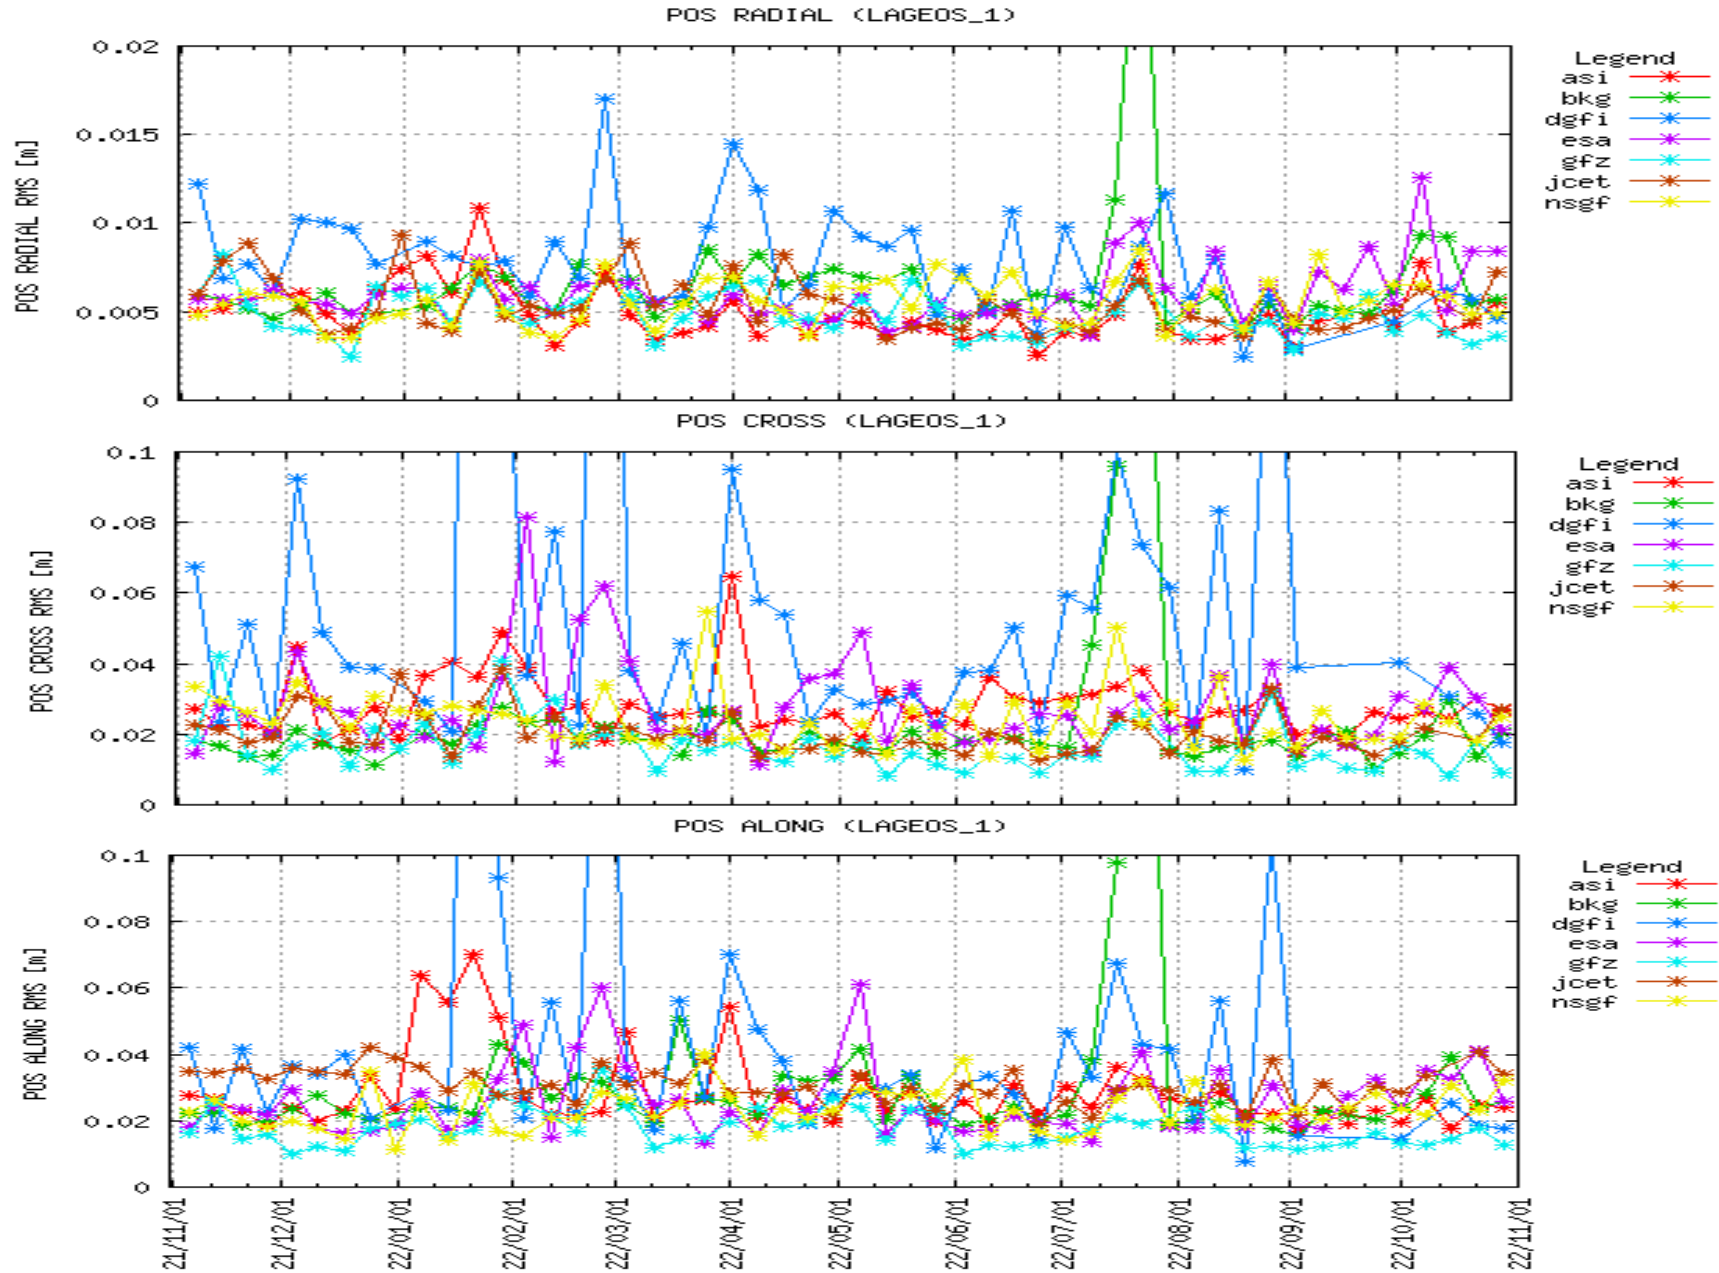 POS RADIAL (LAGEOS_1)
POS RADIAL RMS [m]
0.02
0.015
0.01
0.005
0
Legend
asi
bkg
dgfi
esa
gfz
jcet
nsgf
POS CROSS (LAGEOS_1)
POS CROSS RMS [m]
0.1
0.08
0.06
0.04
0.02
0
Legend
asi
bkg
dgfi
esa
gfz
jcet
nsgf
POS ALONG (LAGEOS_1)
POS ALONG RMS [m]
0.1
0.08
0.06
0.04
0.02
0
Legend
asi
bkg
dgfi
esa
gfz
jcet
nsgf
21/11/01
21/12/01
22/01/01
22/02/01
22/03/01
22/04/01
22/05/01
22/06/01
22/07/01
22/08/01
22/09/01
22/10/01
22/11/01